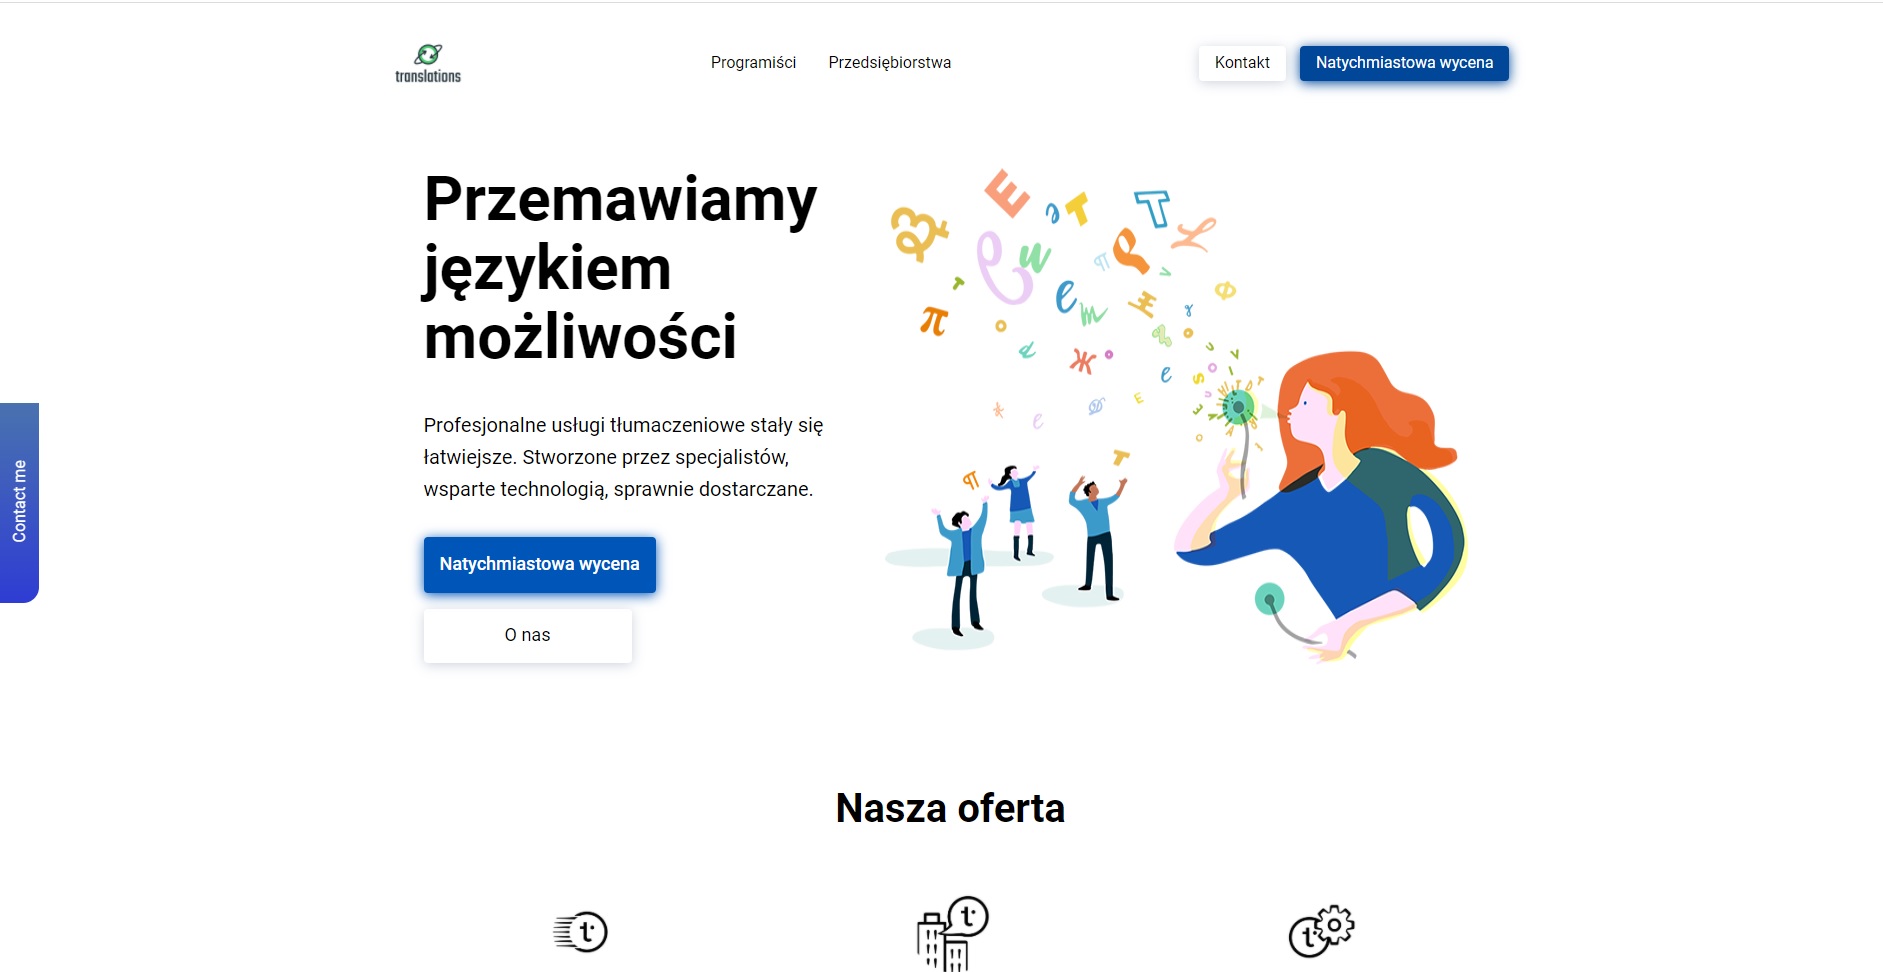 translations
Programiści
Przedsiębiorstwa
Kontakt
Natychmiastowa wycena
Przemawiamy
językiem
możliwości
Profesjonalne usługi tłumaczeniowe stały się
łatwiejsze. Stworzone przez specjalistów,
wsparte technologią, sprawnie dostarczane.
Natychmiastowa wycena
O nas
Contact me
Nasza oferta